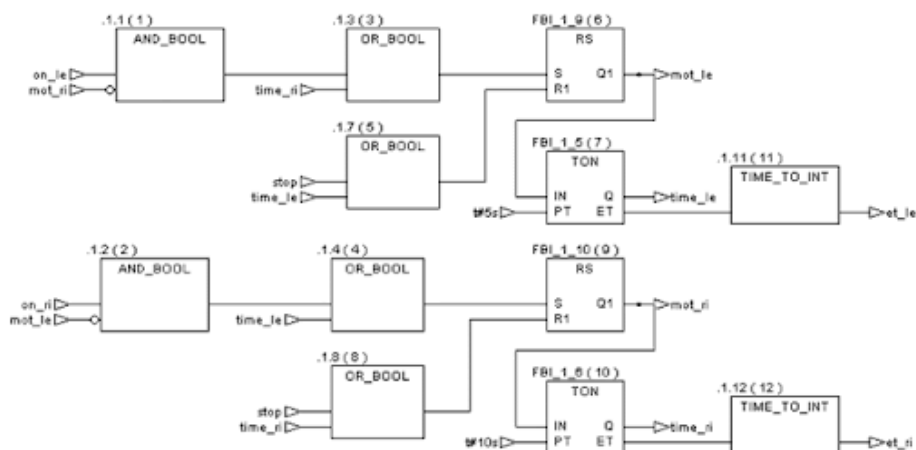 .1.1 ( 1 ) .1.3 ( 3 ) FBI_1_9 ( 6 )
AND_BOOL OR_BOOL RS
on_le S Q1 mot_le
mot_ri time_ri R1
.1.7 ( 5 ) FBI_1_5 ( 7 )
OR_BOOL TON .1.11 ( 11 )
TIME_TO_INT
stop IN Q time_le
time_le t#5s PT ET et_le
.1.2 ( 2 ) .1.4 ( 4 ) FBI_1_10 ( 9 )
AND_BOOL OR_BOOL RS
on_ri S Q1 mot_ri
mot_le time_le R1
.1.8 ( 8 ) FBI_1_6 ( 10 )
OR_BOOL TON .1.12 ( 12 )
TIME_TO_INT
stop IN Q time_ri
time_ri t#10s PT ET et_ri